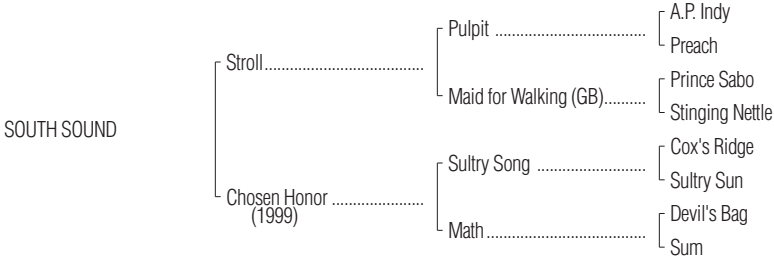 A.P. Indy
Pulpit ....................................
Preach
Stroll......................................
Prince Sabo
Maid for Walking (GB)..........
Stinging Nettle
SOUTH SOUND
Cox's Ridge
Sultry Song ..........................
Sultry Sun
Chosen Honor ......................
(1999)
Devil's Bag
Math......................................
Sum